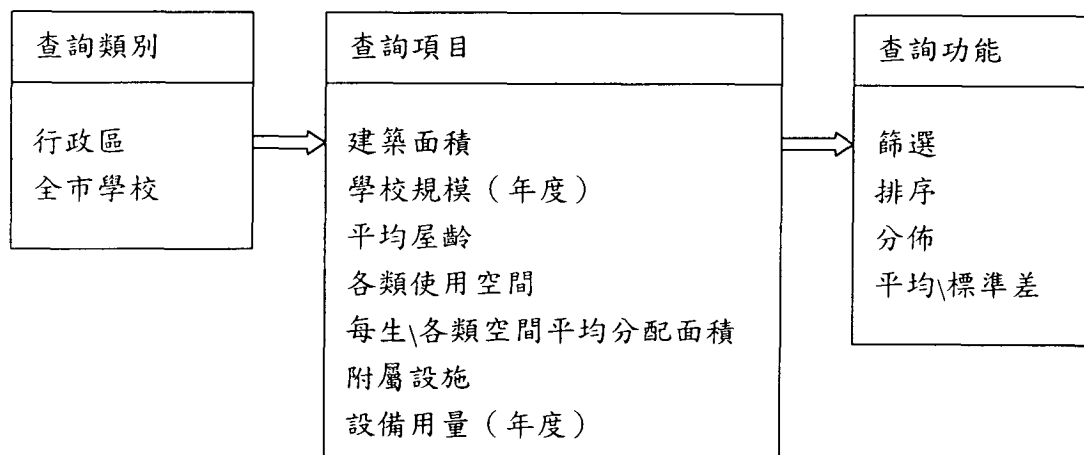 查詢類別
行政區
全市學校
查詢項目
建築面積
學校規模（年度）
平均屋齡
各類使用空間
每生\各類空間平均分配面積
附屬設施
設備用量（年度）
查詢功能
篩選
排序
分佈
平均\標準差